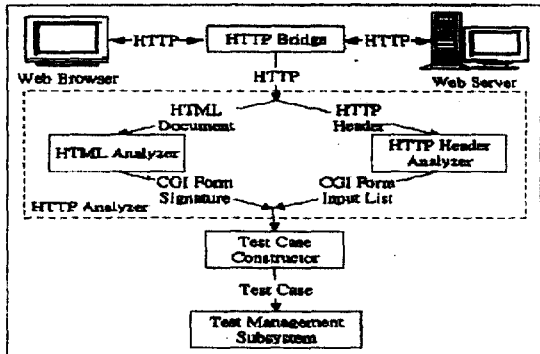 HTTP
HTTP Bridge
HTTP
Web Browser
HTTP
Web Server
HTML
Document
HTTP
Header
HTML Analyzer
HTTP Header
Analyzer
CGI Form
Signature
CGI Form
Input List
HTTP Analyzer
Test Case
Constructor
Test Case
Test Management
Subsystem